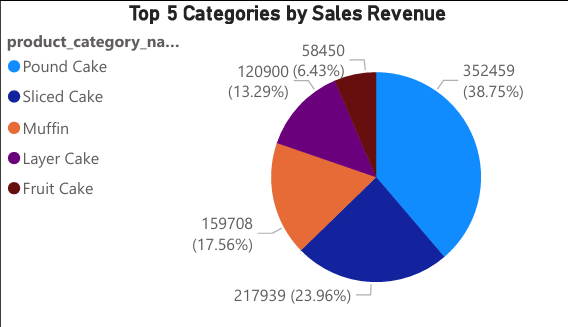 Top 5 Categories by Sales Revenue
product_category_na...
Pound Cake
Sliced Cake
Muffin
Layer Cake
Fruit Cake
58450
(6.43%)
120900
(13.29%)
352459
(38.75%)
159708
(17.56%)
217939 (23.96%)